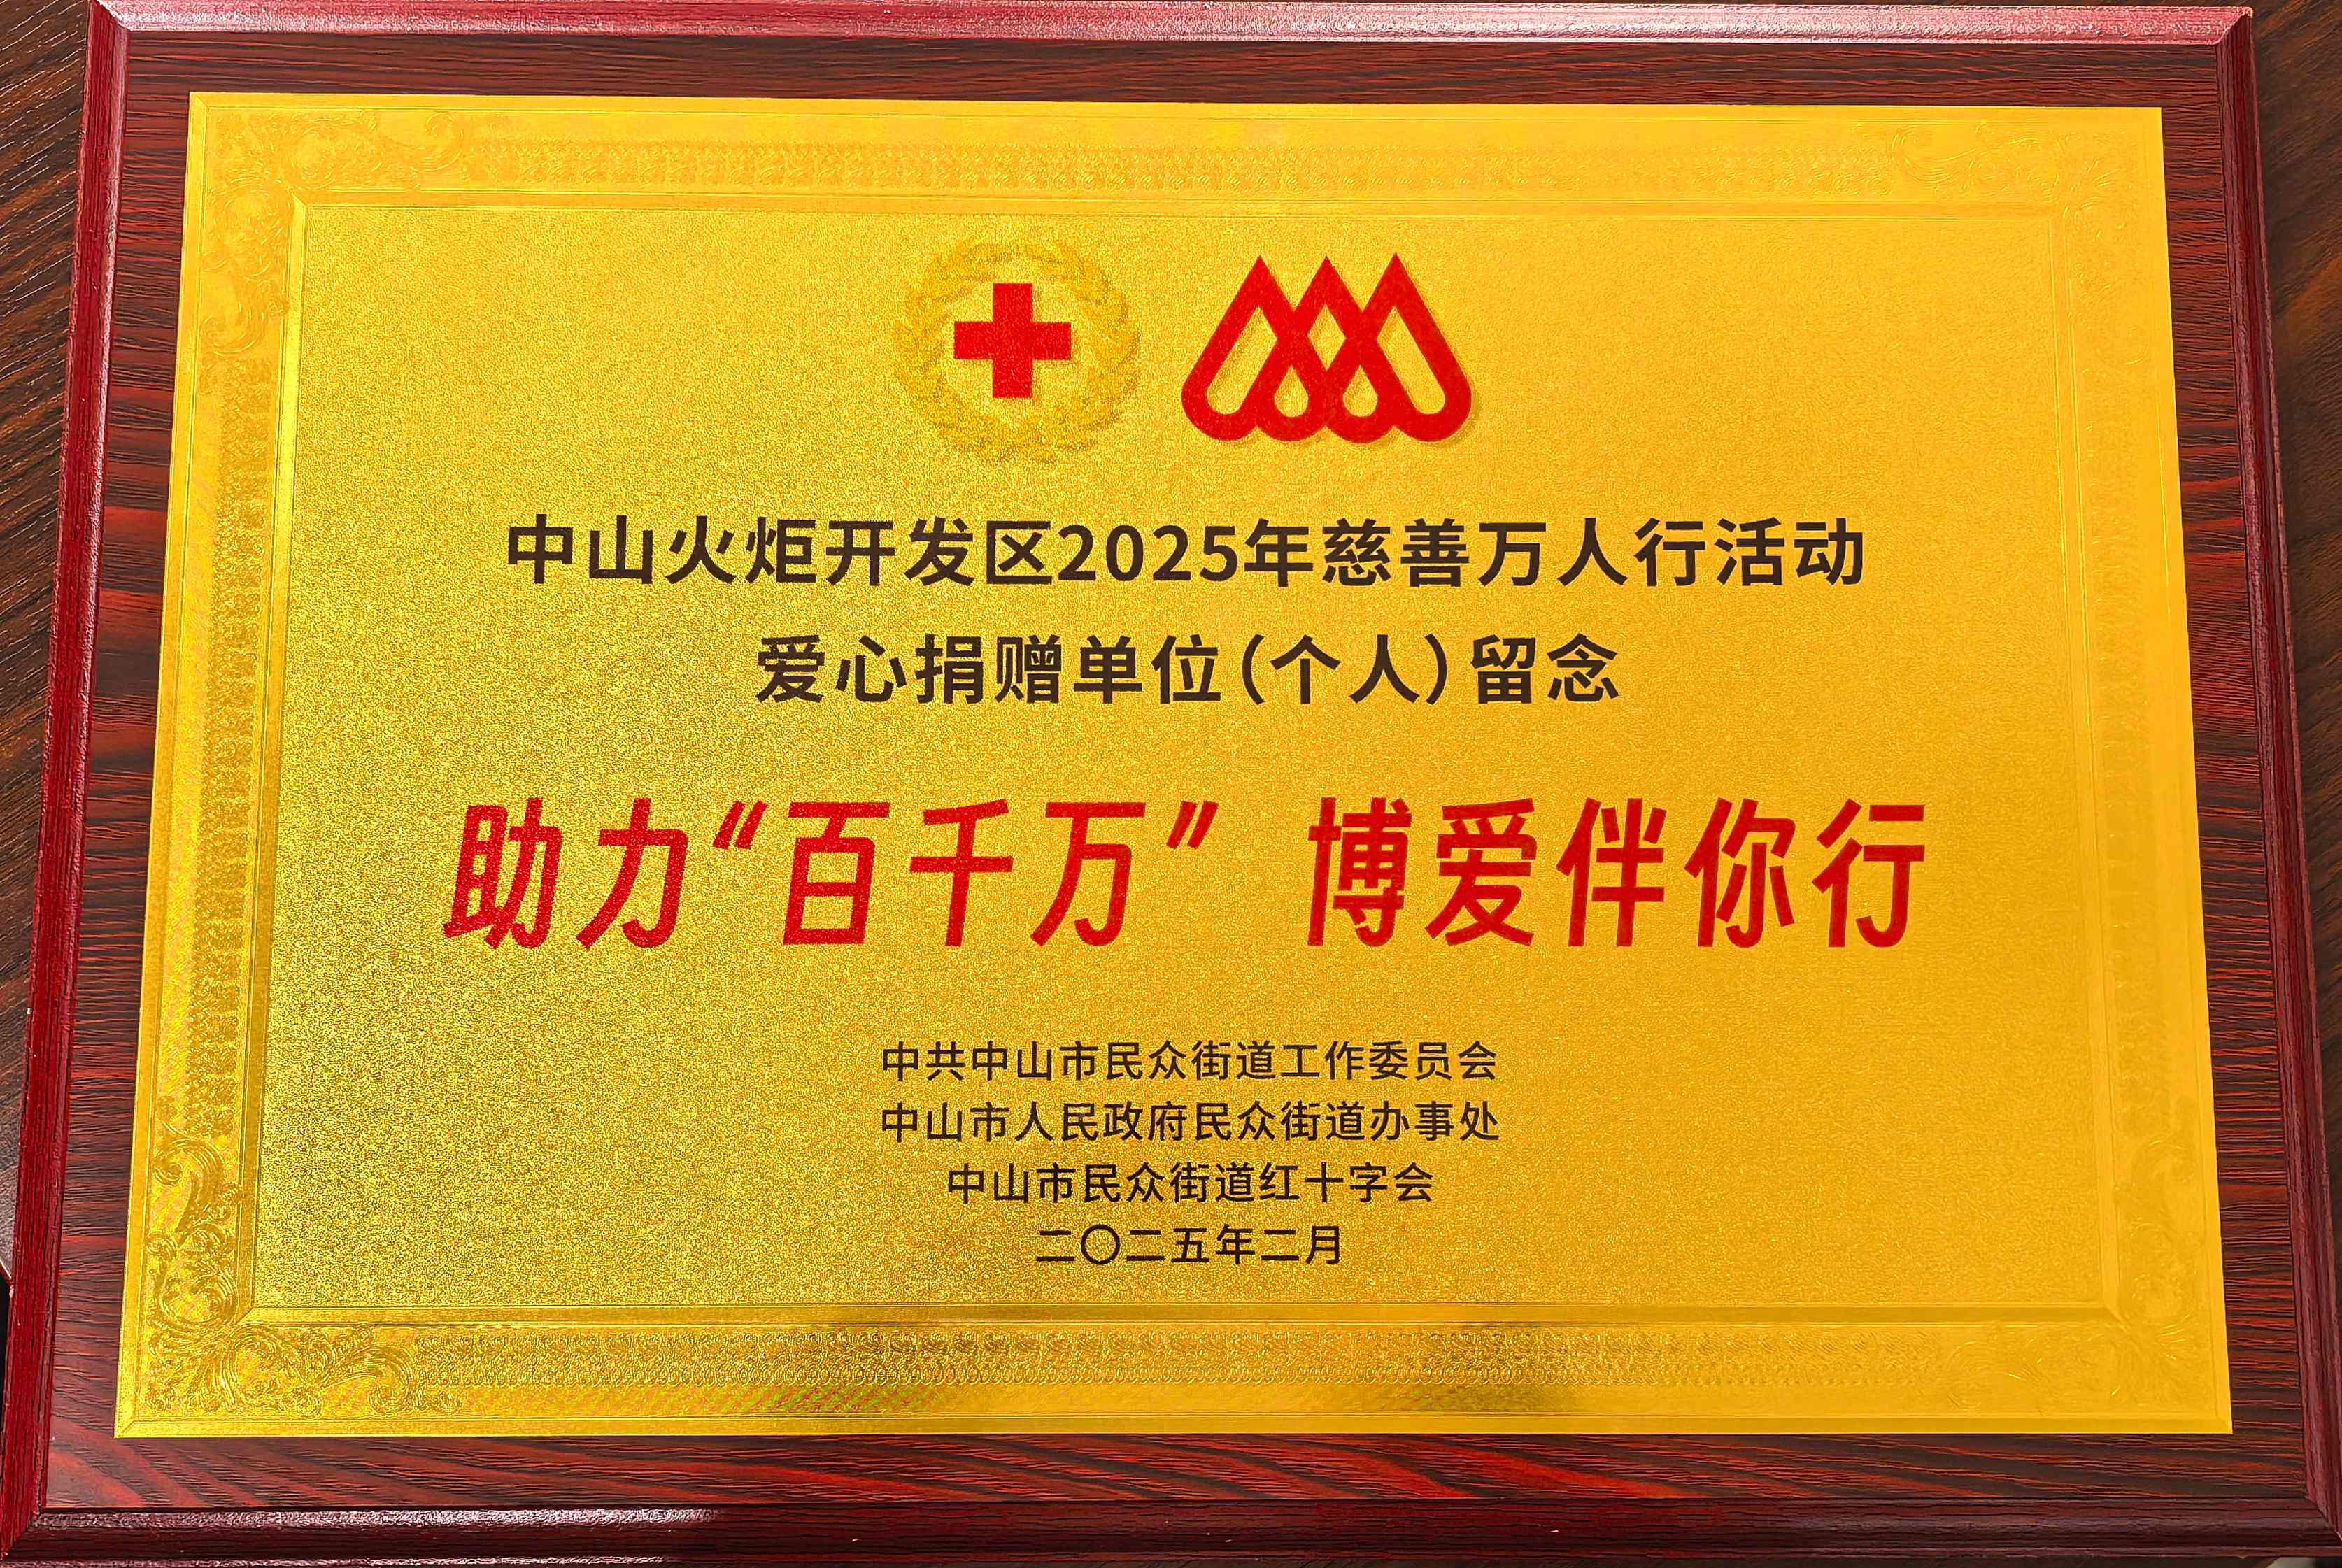 中山火炬开发区2025年慈善万人行活动
爱心捐赠单位（个人）留念
助力“百千万” 博爱伴你行
中共中山市民众街道工作委员会
中山市人民政府民众街道办事处
中山市民众街道红十字会
二〇二五年二月